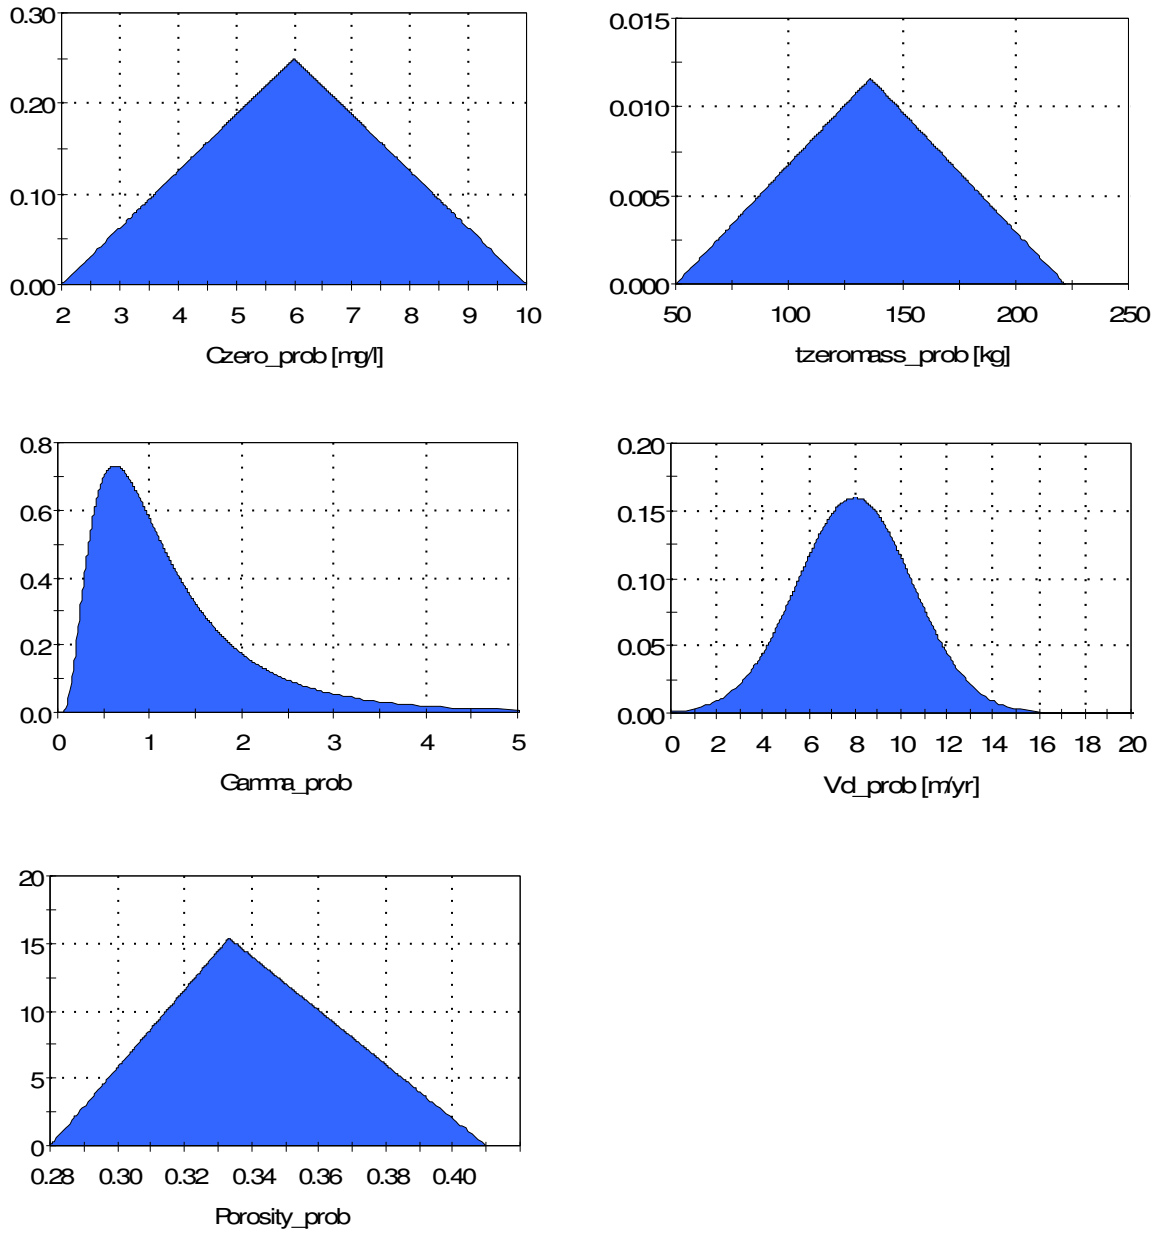 0.30
0.20
0.10
0.00
2 3 4 5 6 7 8 9 10
Czero_prob [mg/l]
0.015
0.010
0.005
0.000
50 100 150 200 250
tzeromass_prob [kg]
0.8
0.6
0.4
0.2
0.0
0 1 2 3 4 5
Gamma_prob
0.20
0.15
0.10
0.05
0.00
0 2 4 6 8 10 12 14 16 18 20
Vd_prob [m/yr]
20
15
10
5
0
0.28 0.30 0.32 0.34 0.36 0.38 0.40
Porosity_prob